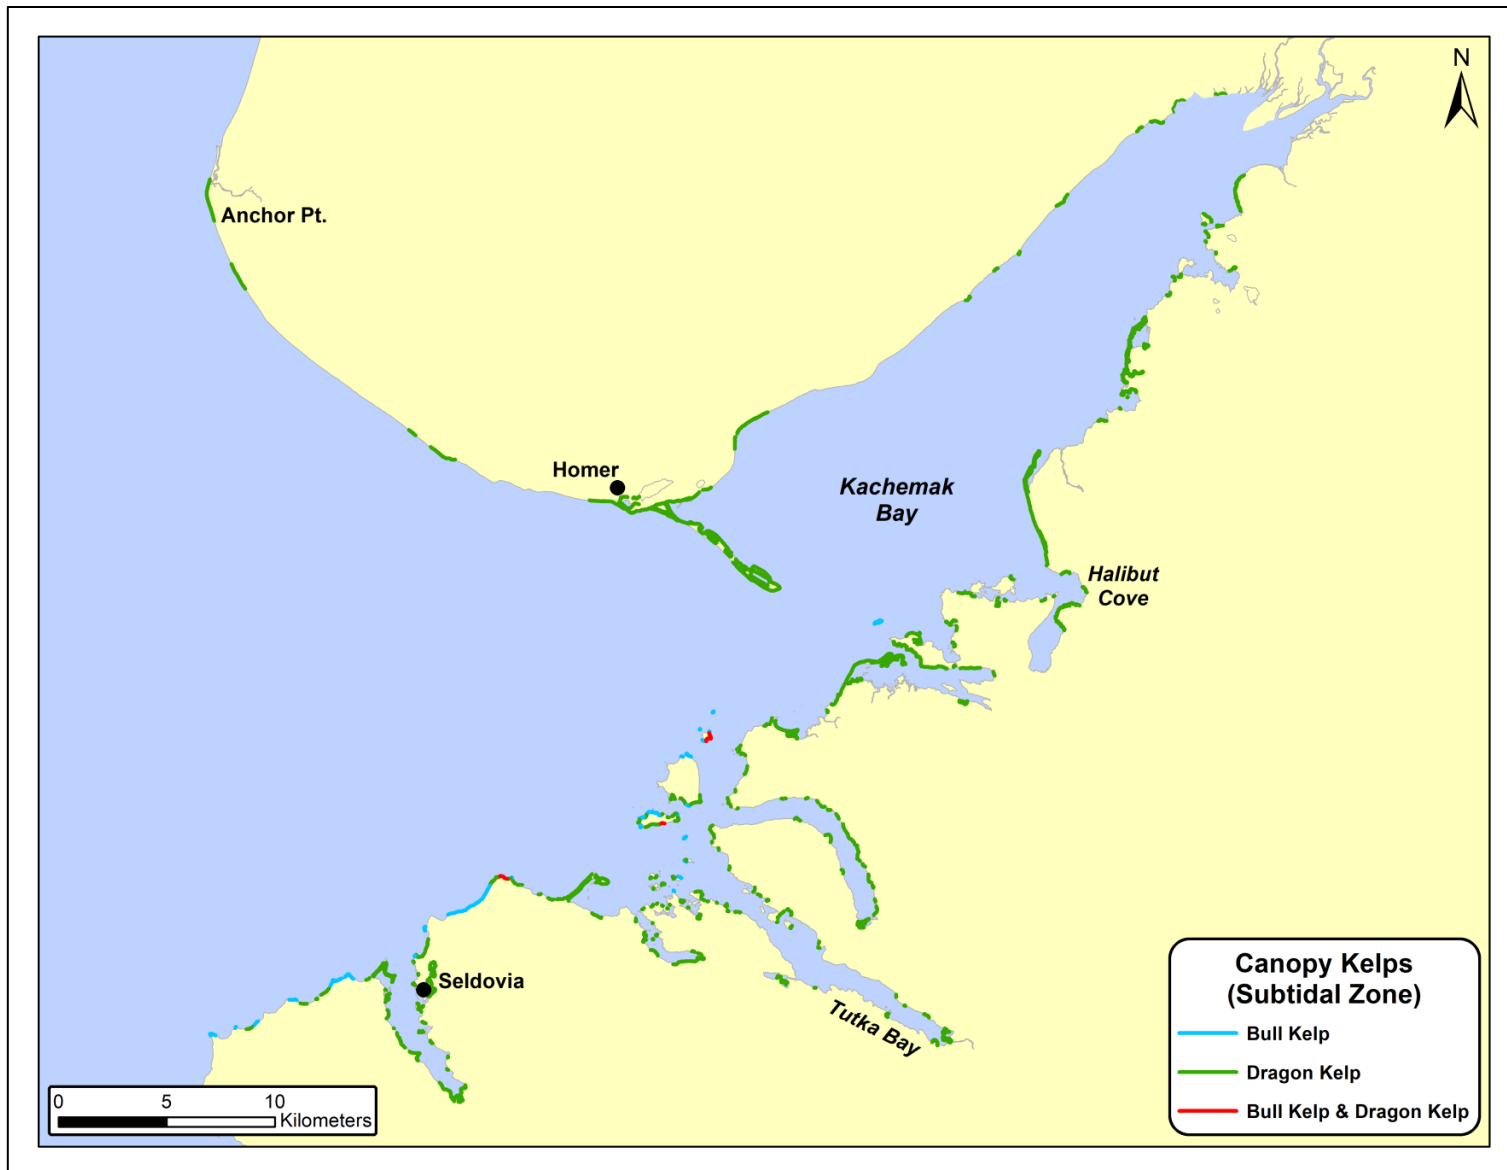 N
Anchor Pt.
Homer
Kachemak
Bay
Halibut
Cove
Seldovia
Tutka Bay
Canopy Kelps
(Subtidal Zone)
Bull Kelp
Dragon Kelp
Bull Kelp & Dragon Kelp
0 5 10
Kilometers